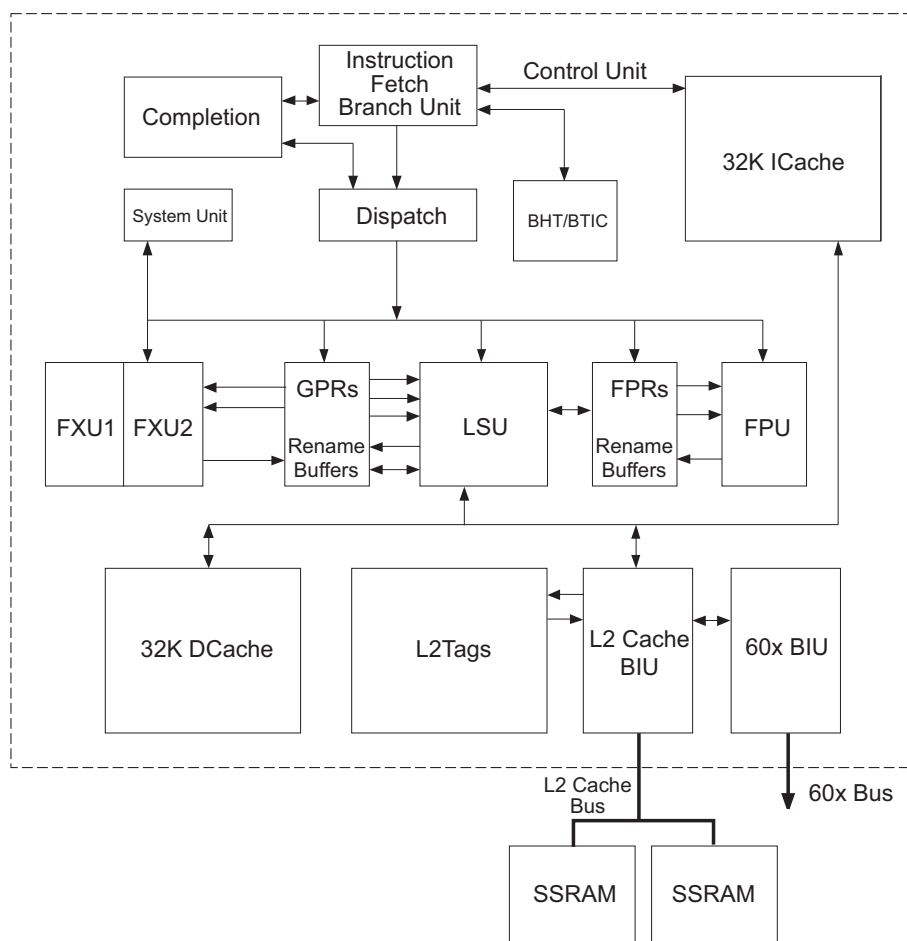 Instruction
Fetch
Branch Unit
Control Unit
Completion
32K ICache
System Unit
Dispatch
BHT/BTIC
FXU1
FXU2
GPRs
Rename
Buffers
LSU
FPRs
Rename
Buffers
FPU
32K DCache
L2Tags
L2 Cache
BIU
60x BIU
L2 Cache
Bus
60x Bus
SSRAM
SSRAM